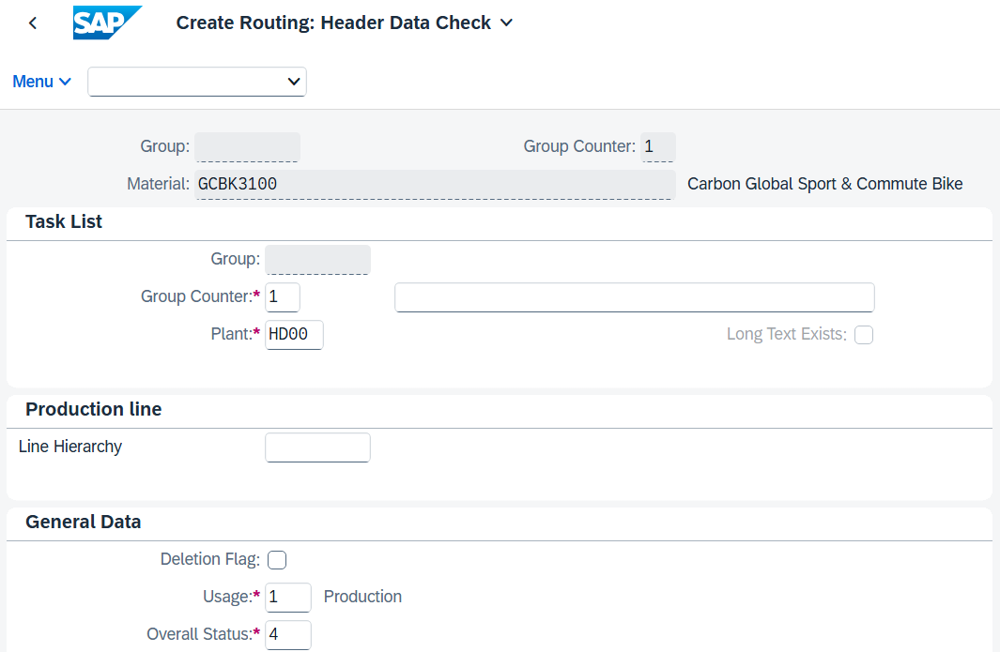 SAP Create Routing: Header Data Check
Menu
Group: Group Counter: 1
Material: GCBK3100 Carbon Global Sport & Commute Bike
Task List
Group:
Group Counter:* 1
Plant:* HD00 Long Text Exists:
Production line
Line Hierarchy
General Data
Deletion Flag:
Usage:* 1 Production
Overall Status:* 4